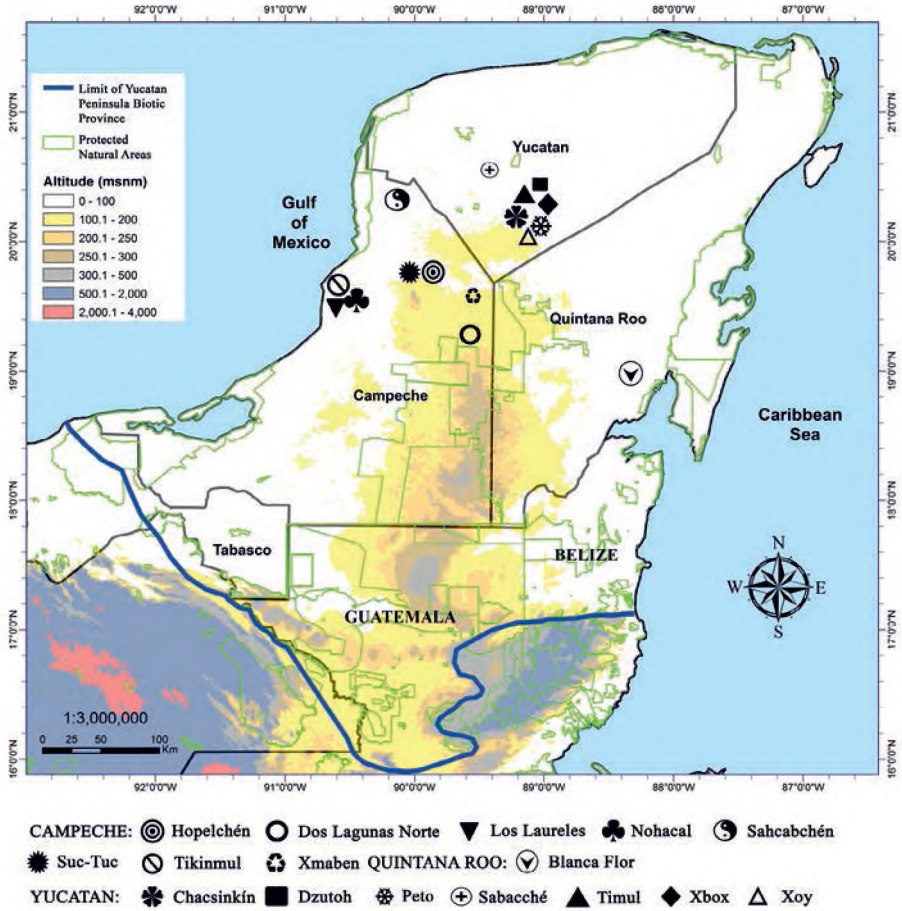 92°0'0"W 91°0'0"W 90°0'0"W 89°0'0"W 88°0'0"W 87°0'0"W
21°0'0"N 20°0'0"N 19°0'0"N 18°0'0"N 17°0'0"N 16°0'0"N
Limit of Yucatan
Peninsula Biotic
Province
Protected
Natural Areas
Altitude (msnm)
0 - 100
100.1 - 200
200.1 - 250
250.1 - 300
300.1 - 500
500.1 - 2,000
2,000.1 - 4,000
Gulf
of
Mexico
Yucatan
Quintana Roo
Campeche
Caribbean
Sea
Tabasco
BELIZE
GUATEMALA
N
W E
S
1:3,000,000
0 25 50 100
Km
21°0'0"N 20°0'0"N 19°0'0"N 18°0'0"N 17°0'0"N 16°0'0"N
92°0'0"W 91°0'0"W 90°0'0"W 89°0'0"W 88°0'0"W 87°0'0"W
CAMPECHE: Hopelchén Dos Lagunas Norte Los Laureles Nohacal Sahcabchén
Suc-Tuc Tikinmul Xmaben QUINTANA ROO: Blanca Flor
YUCATAN: Chacsinkín Dzutoh Peto Sabacché Timul Xbox Xoy